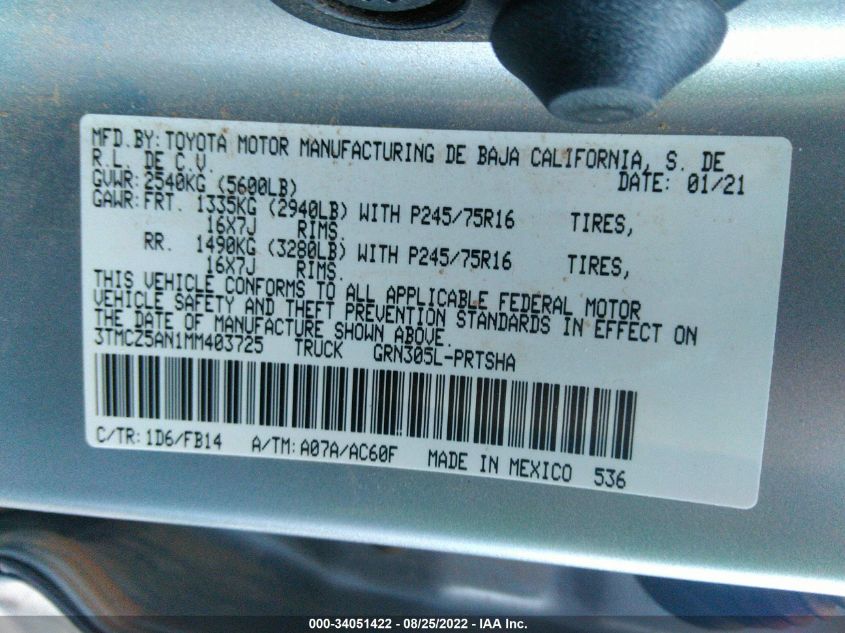 MFD.BY: TOYOTA MOTOR MANUFACTURING DE BAJA CALIFORNIA, S. DE
R.L. DE C.V. DATE: 01/21
GVWR: 2540KG (5600LB)
GAWR: FRT. 1335KG (2940LB) WITH P245/75R16 TIRES,
16X7J RIMS.
RR. 1490KG (3280LB) WITH P245/75R16 TIRES,
16X7J RIMS.
THIS VEHICLE CONFORMS TO ALL APPLICABLE FEDERAL MOTOR
VEHICLE SAFETY AND THEFT PREVENTION STANDARDS IN EFFECT ON
THE DATE OF MANUFACTURE SHOWN ABOVE.
3TMCZ5AN1MM403725 TRUCK GRN305L-PRTSHA
C/TR: 1D6/FB14 A/TM: A07A/AC60F MADE IN MEXICO 536
000-34051422 - 08/25/2022 - IAA Inc.